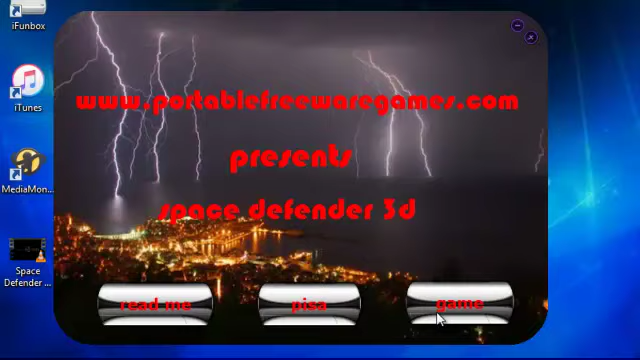 iFunbox
www.portablefreewaregames.com
iTunes
presents
MediaMon...
space defender 3d
Space
Defender ...
read me
pisa
game